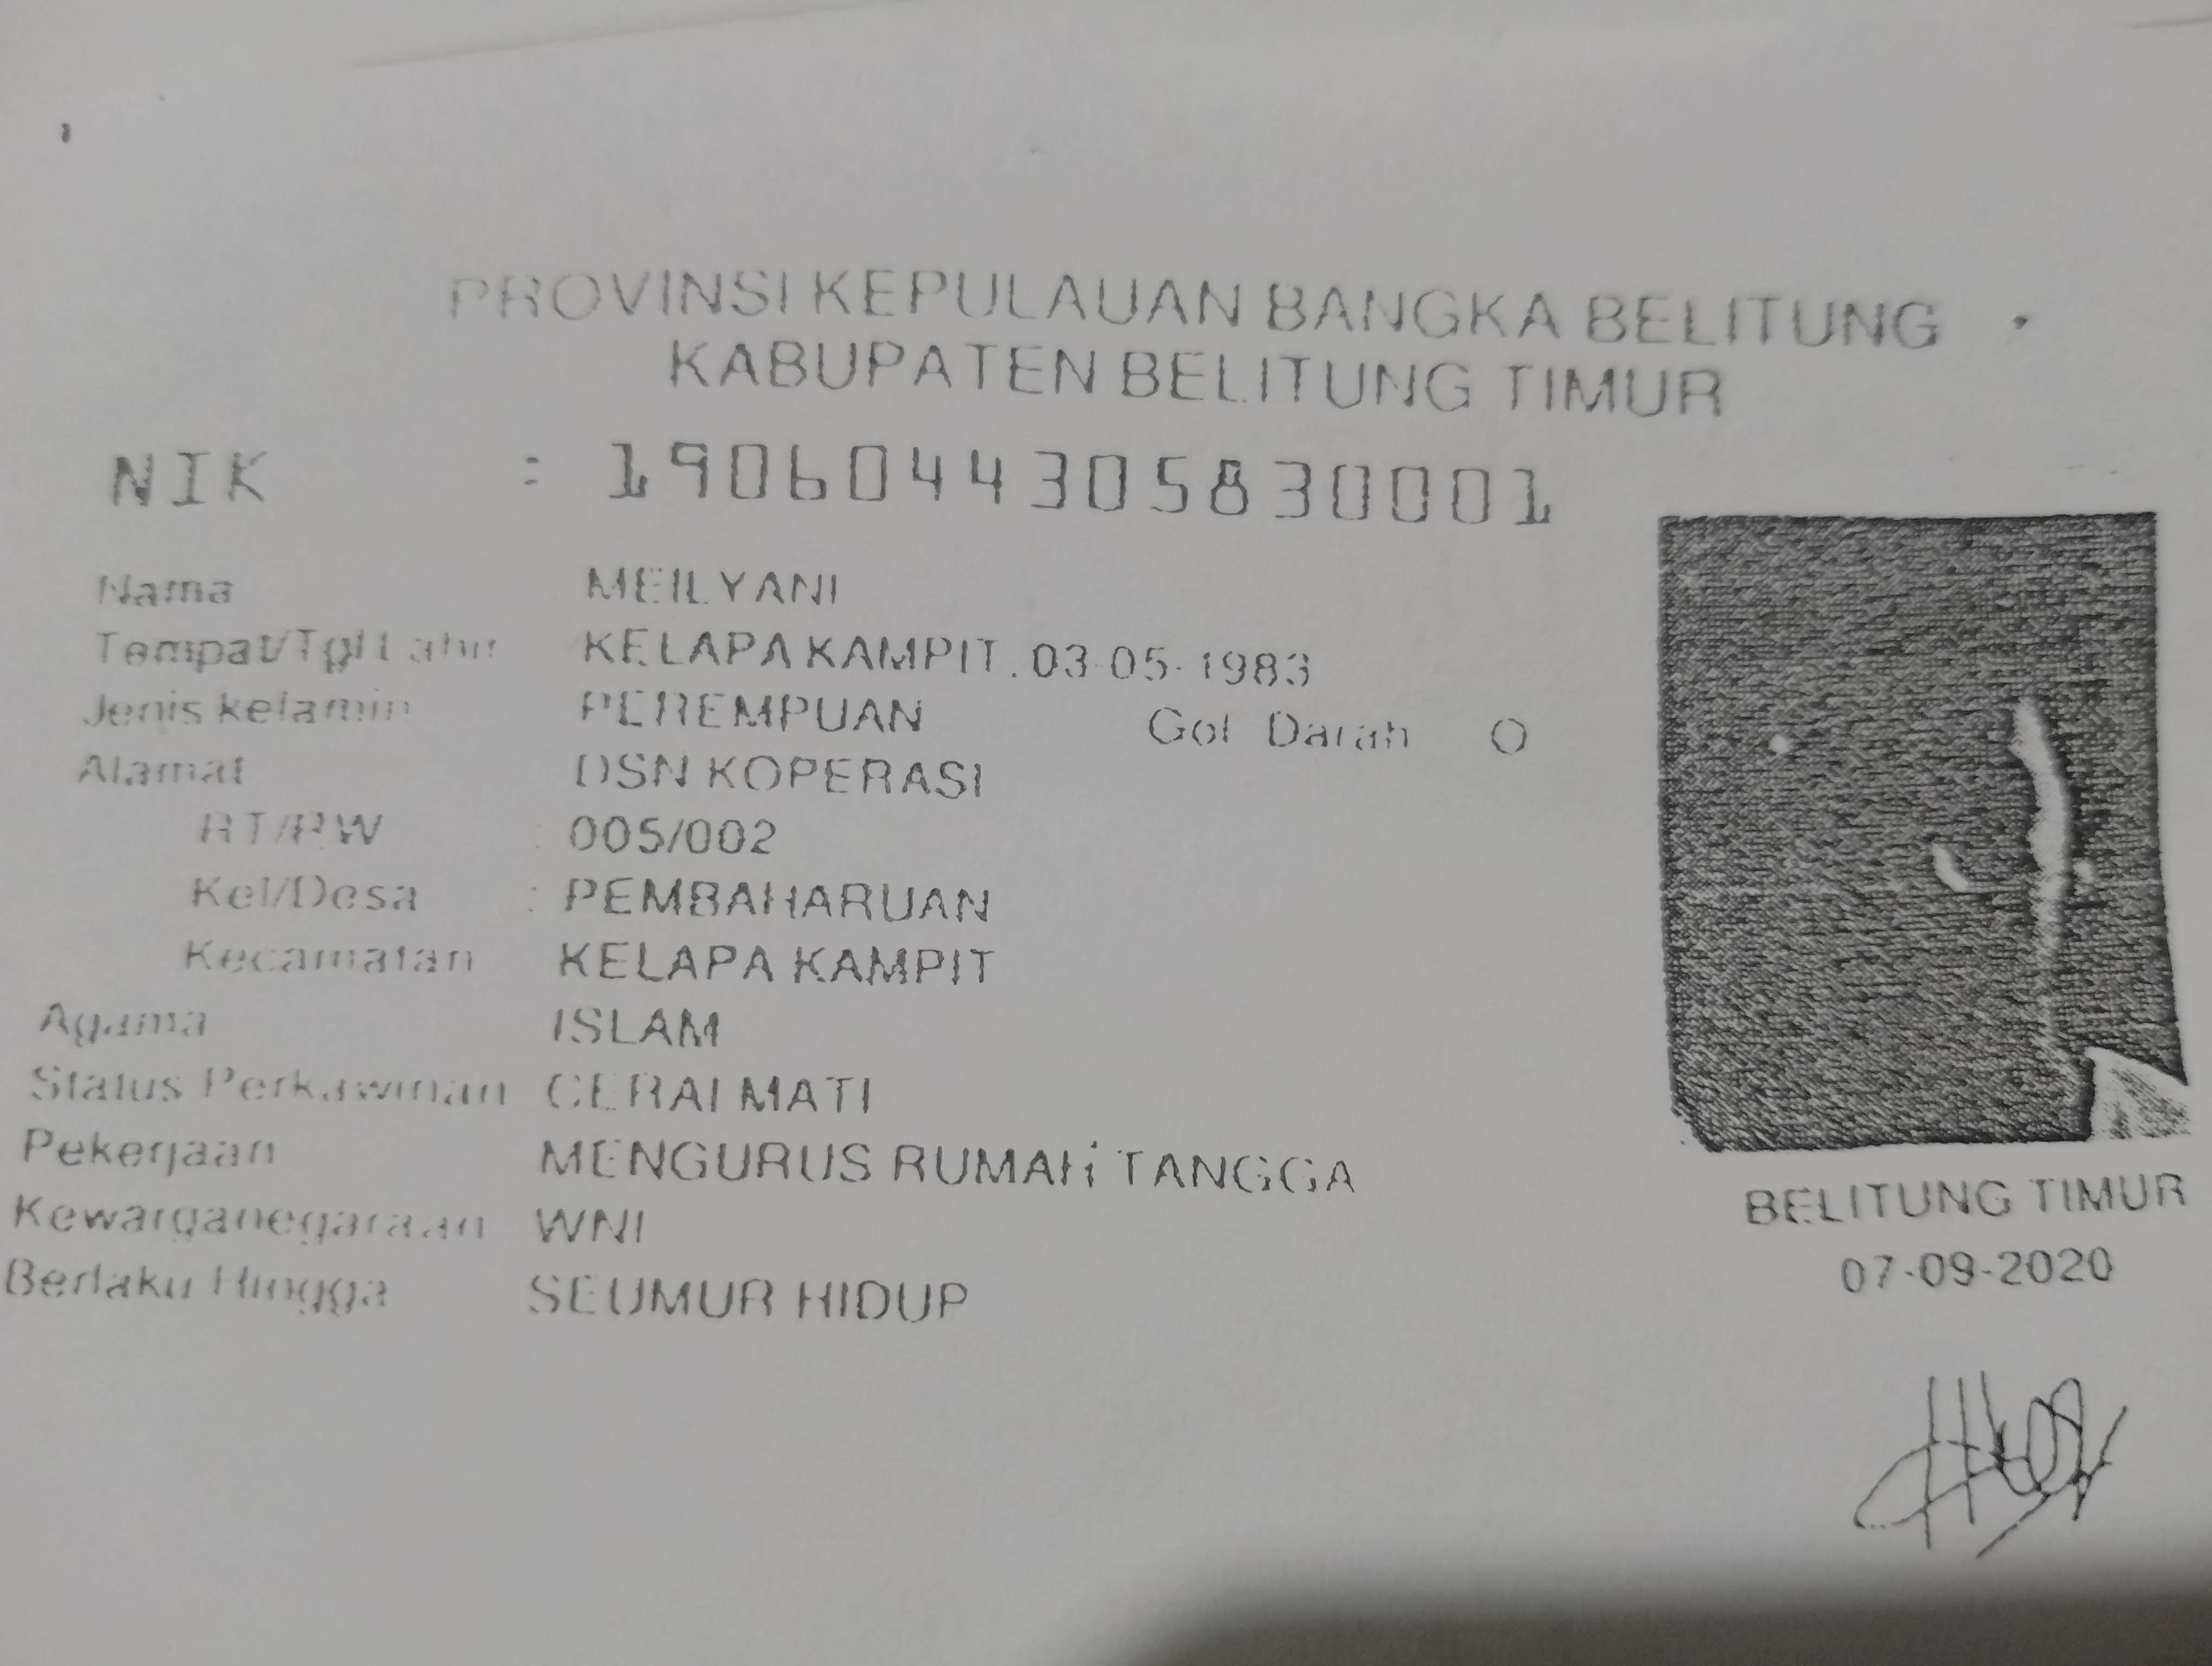 PROVINSI KEPULAUAN BANGKA BELITUNG
KABUPATEN BELITUNG TIMUR
NIK : 1906044305830001
Nama MEILYANI
Tempat/Tgl Lahir KELAPA KAMPIT, 03-05-1983
Jenis kelamin PEREMPUAN Gol Darah O
Alamat DSN KOPERASI
RT/RW : 005/002
Kel/Desa : PEMBAHARUAN
Kecamatan KELAPA KAMPIT
Agama ISLAM
Status Perkawinan CERAI MATI
Pekerjaan MENGURUS RUMAH TANGGA
Kewarganegaraan WNI
Berlaku Hingga SEUMUR HIDUP
BELITUNG TIMUR
07-09-2020